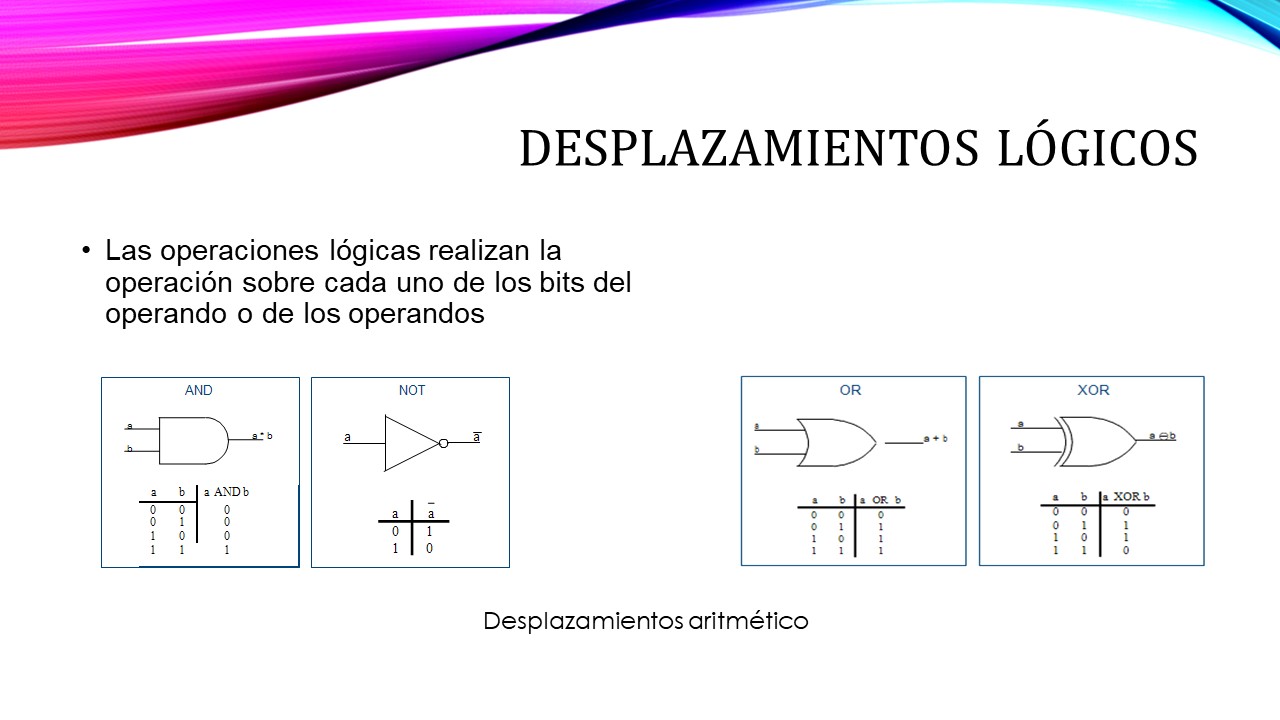 DESPLAZAMIENTOS LÓGICOS
• Las operaciones lógicas realizan la
operación sobre cada uno de los bits del
operando o de los operandos
AND
a
b
a * b
a b a AND b
0 0 0
0 1 0
1 0 0
1 1 1
NOT
a
a̅
a a̅
0 1
1 0
OR
a
b
a + b
a b a OR b
0 0 0
0 1 1
1 0 1
1 1 1
XOR
a
b
a ⊖ b
a b a XOR b
0 0 0
0 1 1
1 0 1
1 1 0
Desplazamientos aritmético